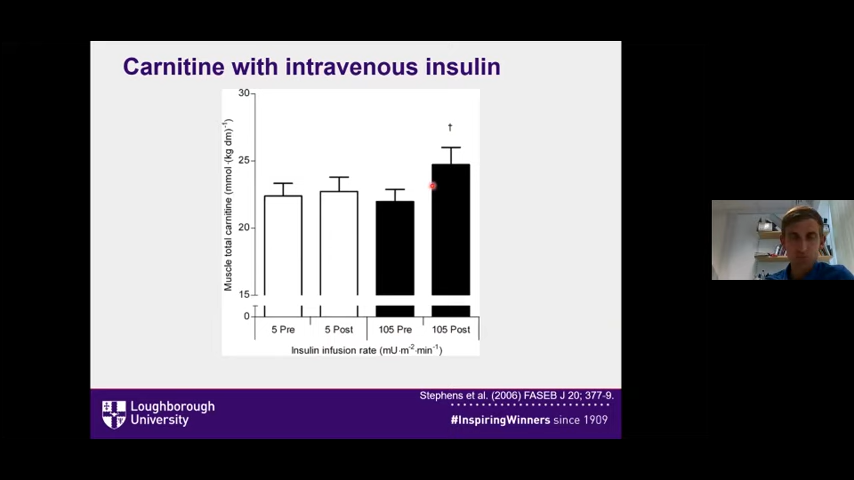 Carnitine with intravenous insulin
Muscle total carnitine (mmol·(kg dm)⁻¹)
30
25
20
15
0
†
5 Pre
5 Post
105 Pre
105 Post
Insulin infusion rate (mU·m⁻²·min⁻¹)
Stephens et al. (2006) FASEB J 20; 377-9.
Loughborough
University
#InspiringWinners since 1909